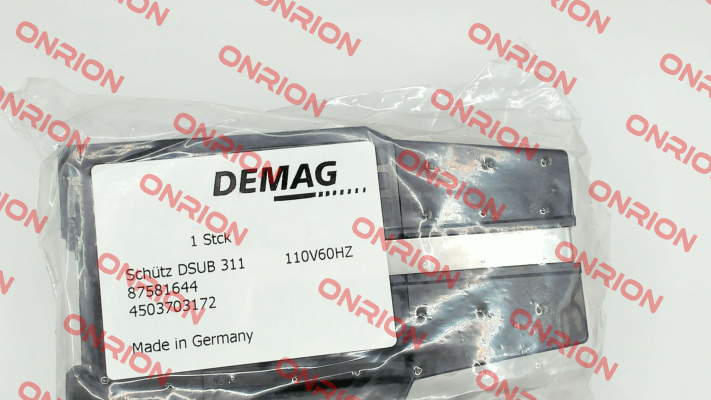 DEMAG
1 Stck
Schütz DSUB 311 110V60HZ
87581644
4503703172
Made in Germany
ONRION